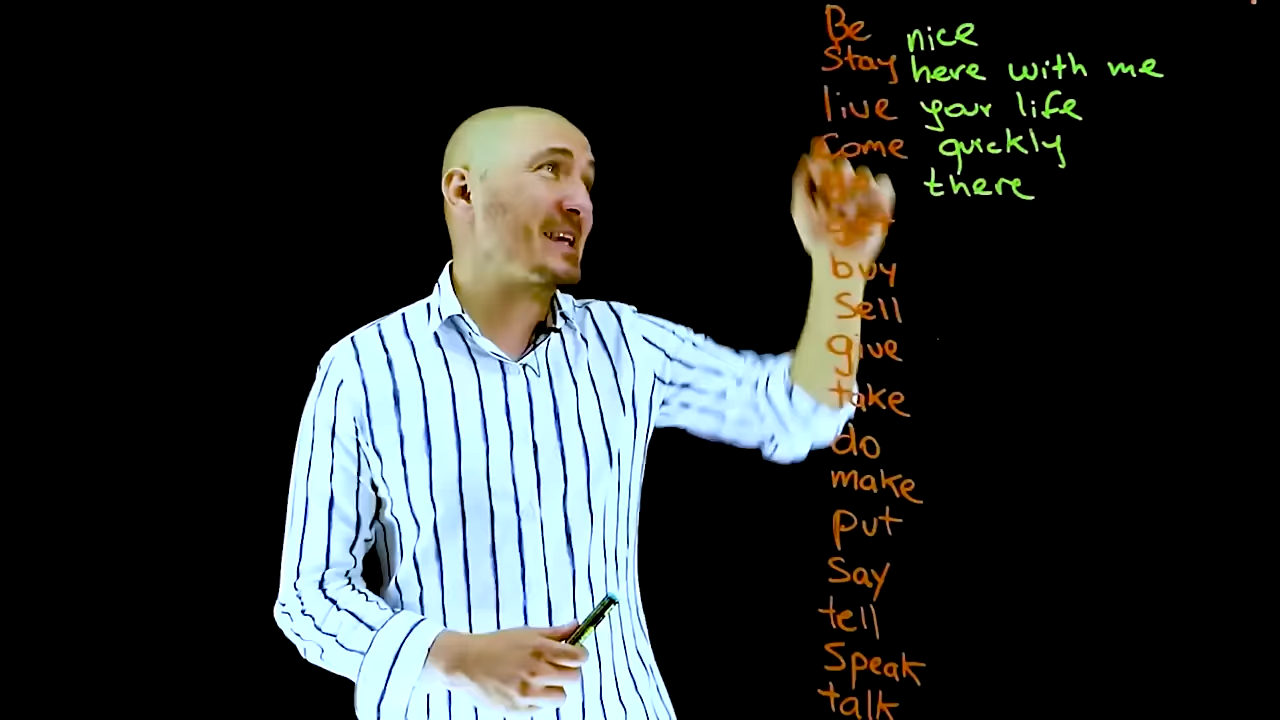 Be nice
Stay here with me
live your life
come quickly
there
buy
Sell
give
take
do
make
put
Say
tell
Speak
talk